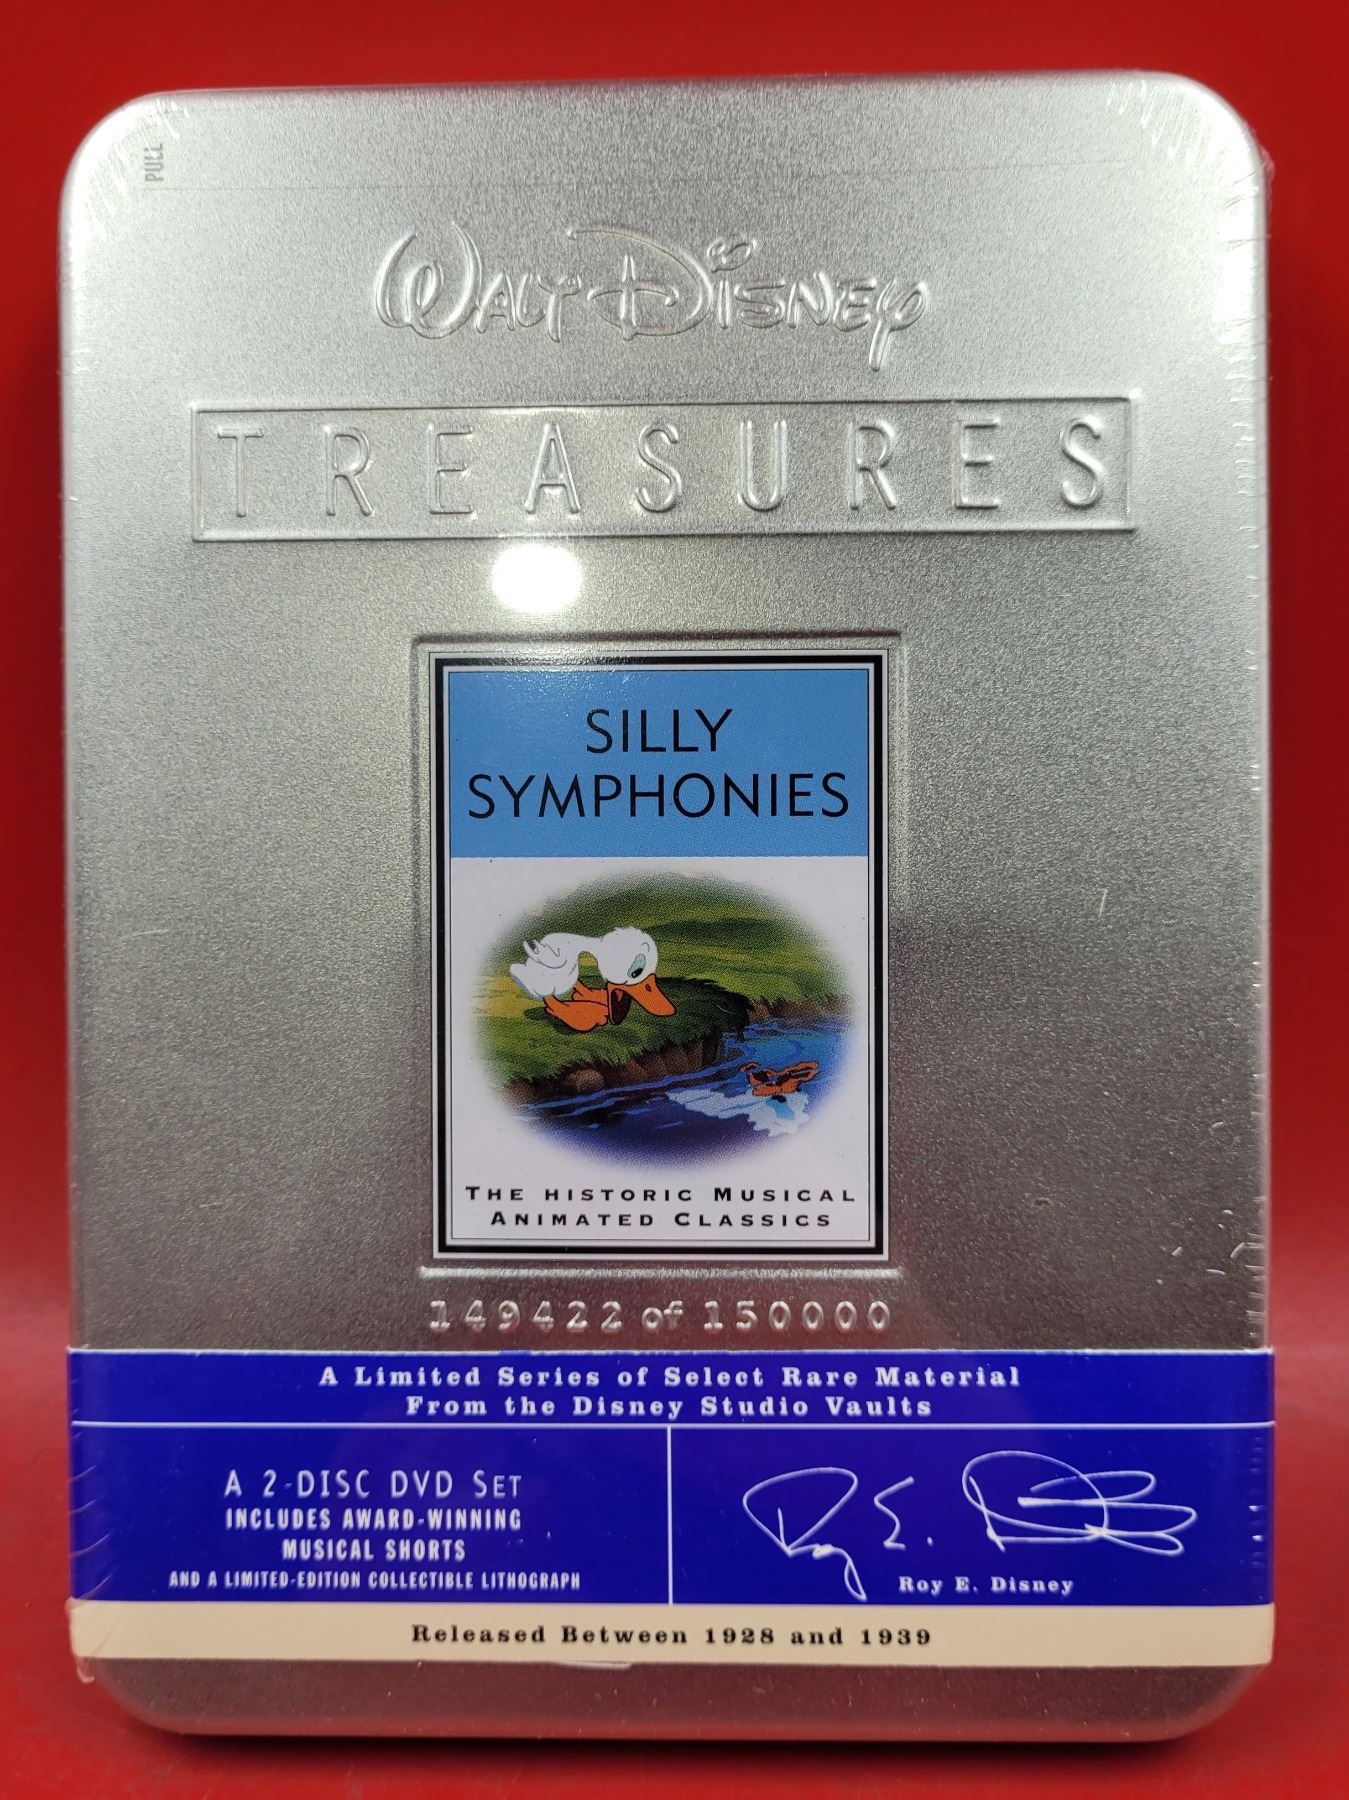 PULL
WALT DISNEY
TREASURES
SILLY
SYMPHONIES
THE HISTORIC MUSICAL
ANIMATED CLASSICS
149422 of 150000
A Limited Series of Select Rare Material
From the Disney Studio Vaults
A 2-DISC DVD SET
INCLUDES AWARD-WINNING
MUSICAL SHORTS
AND A LIMITED-EDITION COLLECTIBLE LITHOGRAPH
Roy E. Disney
Roy E. Disney
Released Between 1928 and 1939